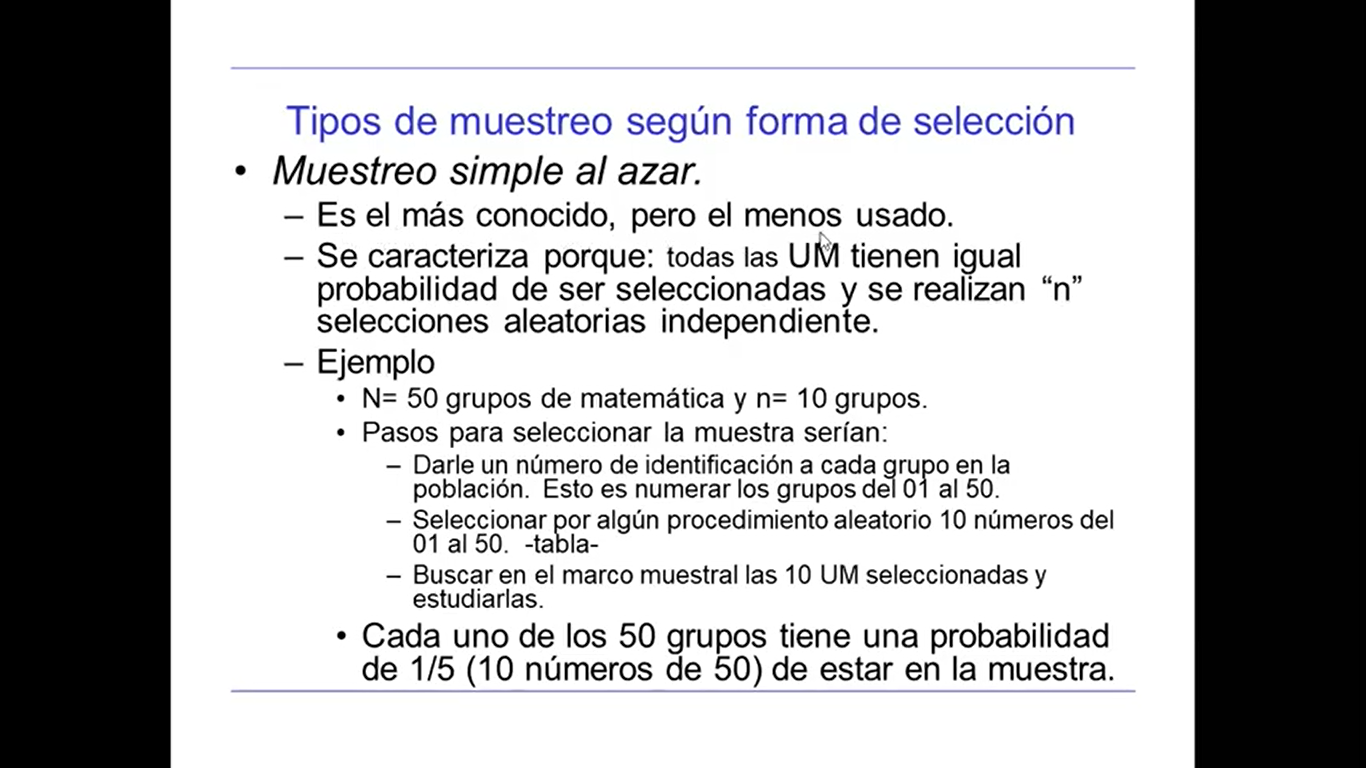 Tipos de muestreo según forma de selección
• Muestreo simple al azar.
– Es el más conocido, pero el menos usado.
– Se caracteriza porque: todas las UM tienen igual
probabilidad de ser seleccionadas y se realizan “n”
selecciones aleatorias independiente.
– Ejemplo
• N= 50 grupos de matemática y n= 10 grupos.
• Pasos para seleccionar la muestra serían:
– Darle un número de identificación a cada grupo en la
población. Esto es numerar los grupos del 01 al 50.
– Seleccionar por algún procedimiento aleatorio 10 números del
01 al 50. -tabla-
– Buscar en el marco muestral las 10 UM seleccionadas y
estudiarlas.
• Cada uno de los 50 grupos tiene una probabilidad
de 1/5 (10 números de 50) de estar en la muestra.